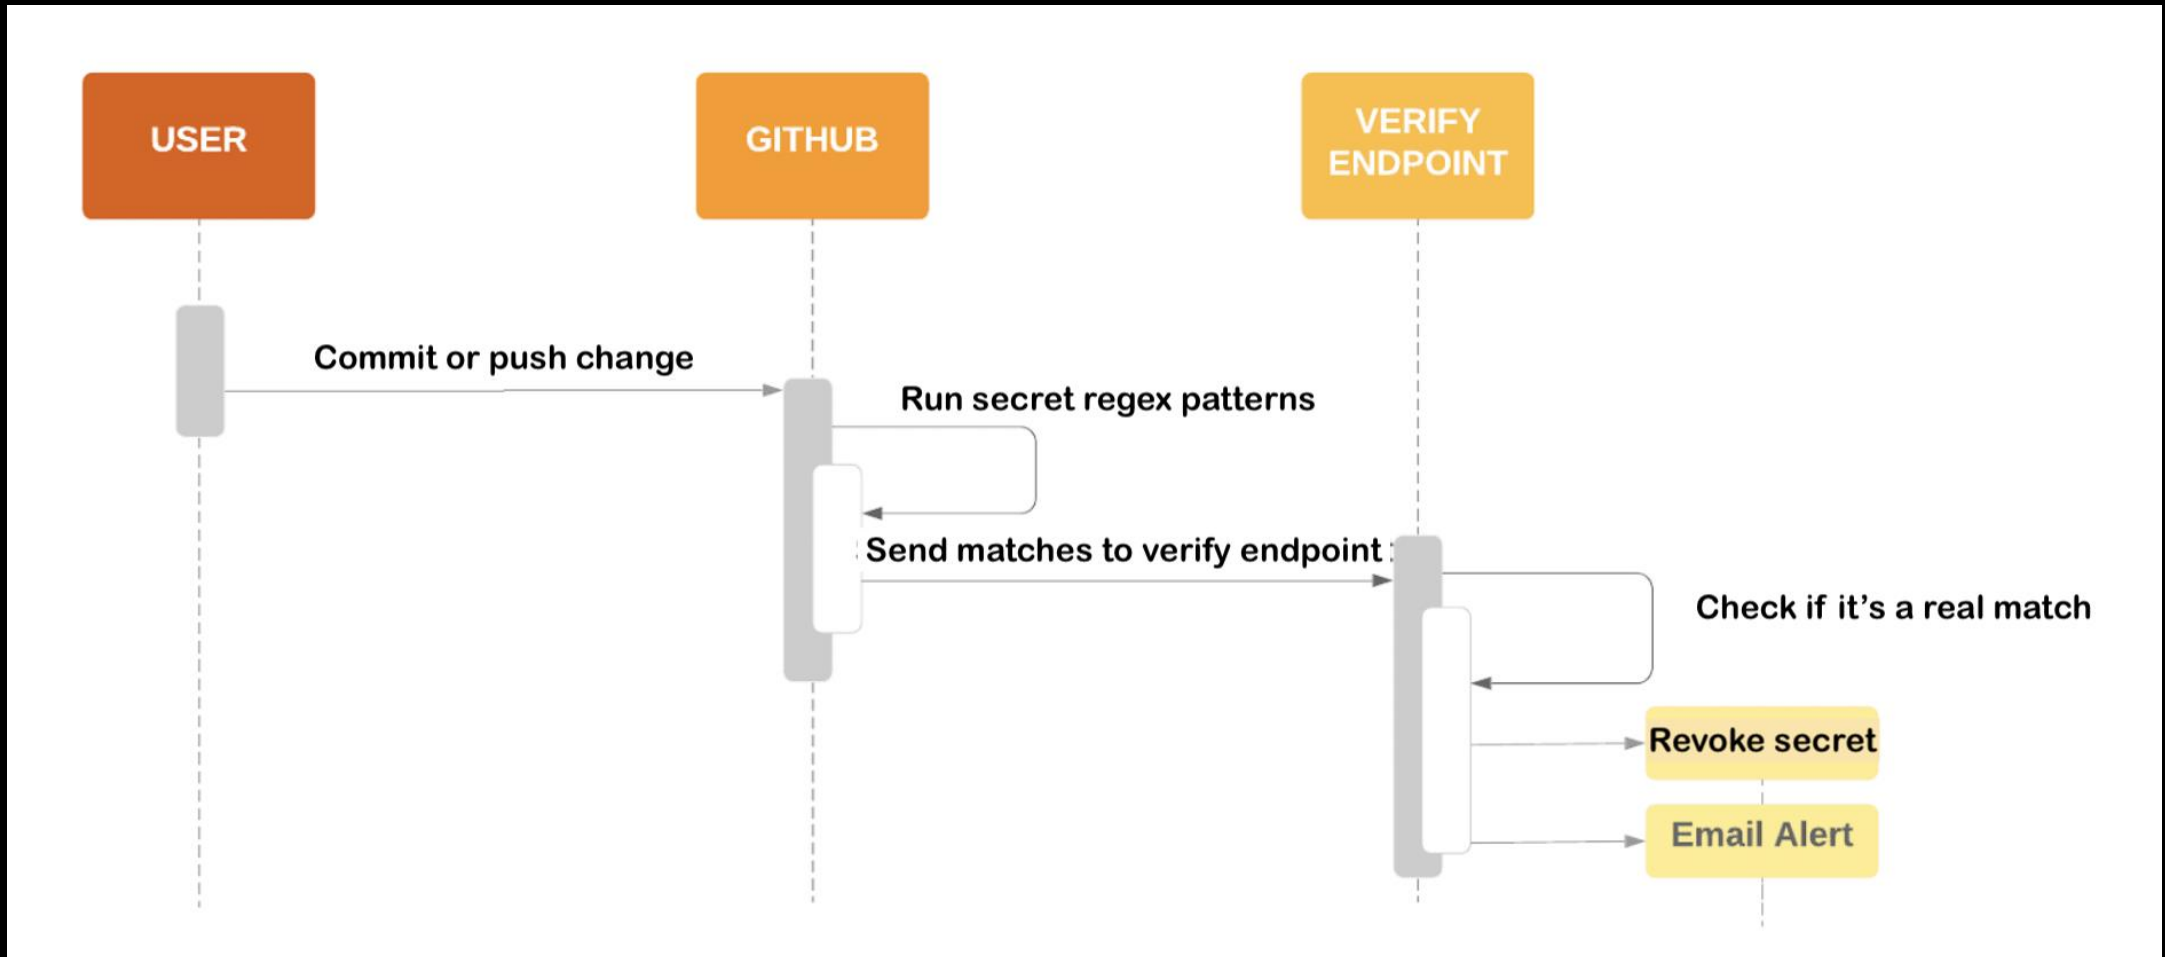 USER
GITHUB
VERIFY
ENDPOINT
Commit or push change
Run secret regex patterns
Send matches to verify endpoint
Check if it's a real match
Revoke secret
Email Alert